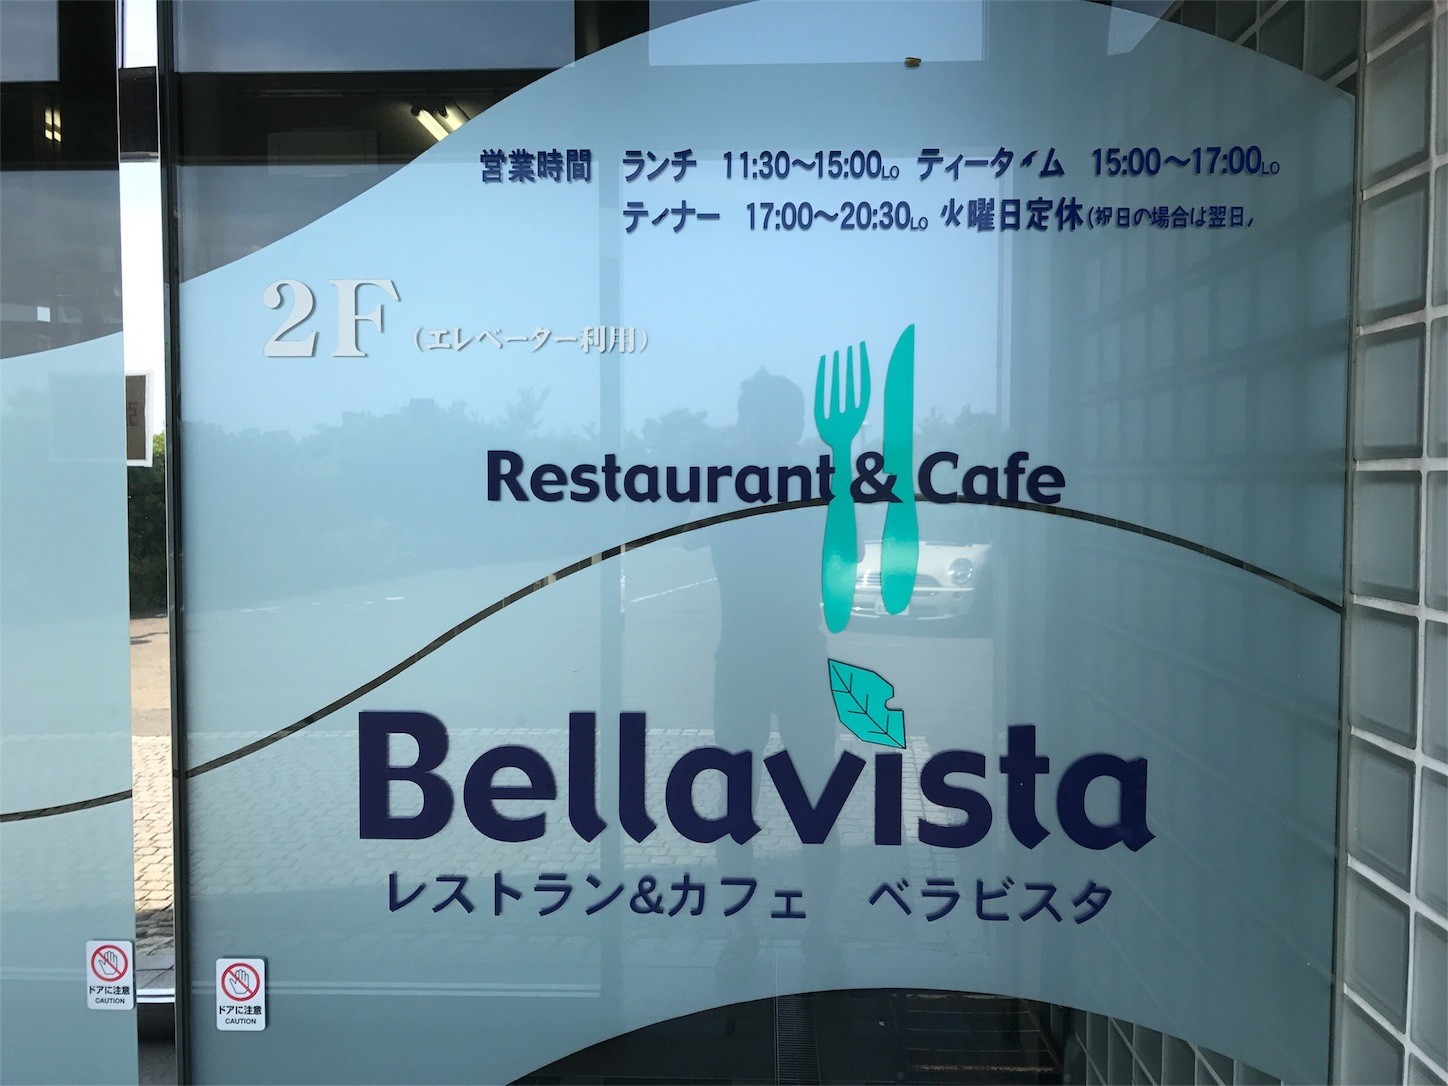 営業時間 ランチ 11:30～15:00LO ティータイム 15:00～17:00LO
ディナー 17:00～20:30LO 火曜日定休(祝日の場合は翌日)
2F (エレベーター利用)
Restaurant & Cafe
Bellavista
レストラン&カフェ ベラビスタ
ドアに注意
CAUTION
ドアに注意
CAUTION